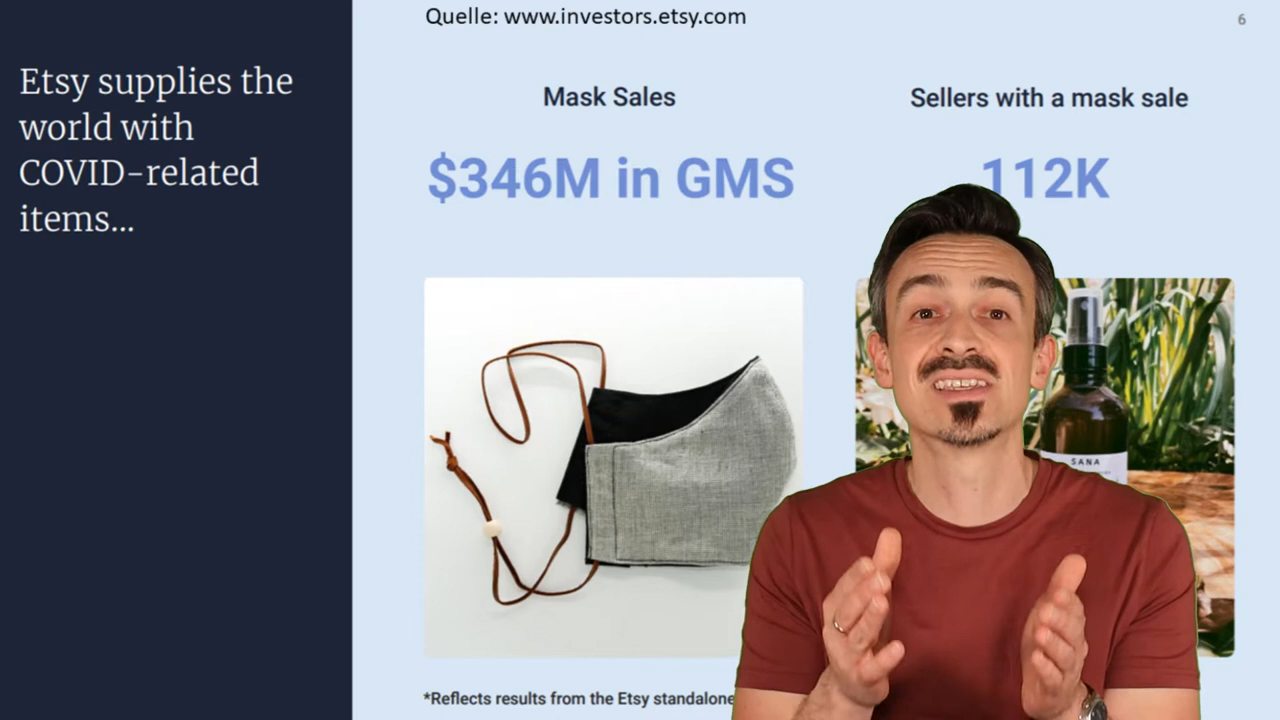 Quelle: www.investors.etsy.com
6
Etsy supplies the
world with
COVID-related
items...
Mask Sales
$346M in GMS
Sellers with a mask sale
112K
SANA
*Reflects results from the Etsy standalone